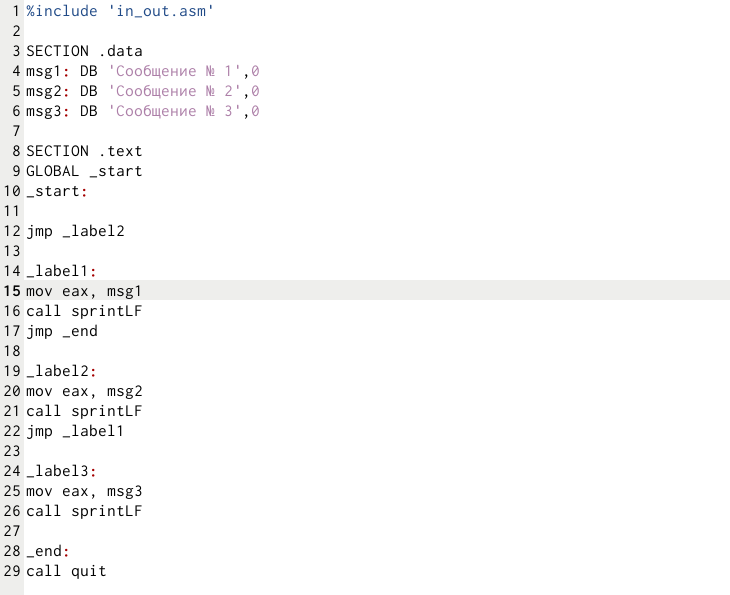 1 %include 'in_out.asm'
2
3 SECTION .data
4 msg1: DB 'Сообщение № 1',0
5 msg2: DB 'Сообщение № 2',0
6 msg3: DB 'Сообщение № 3',0
7
8 SECTION .text
9 GLOBAL _start
10 _start:
11
12 jmp _label2
13
14 _label1:
15 mov eax, msg1
16 call sprintLF
17 jmp _end
18
19 _label2:
20 mov eax, msg2
21 call sprintLF
22 jmp _label1
23
24 _label3:
25 mov eax, msg3
26 call sprintLF
27
28 _end:
29 call quit